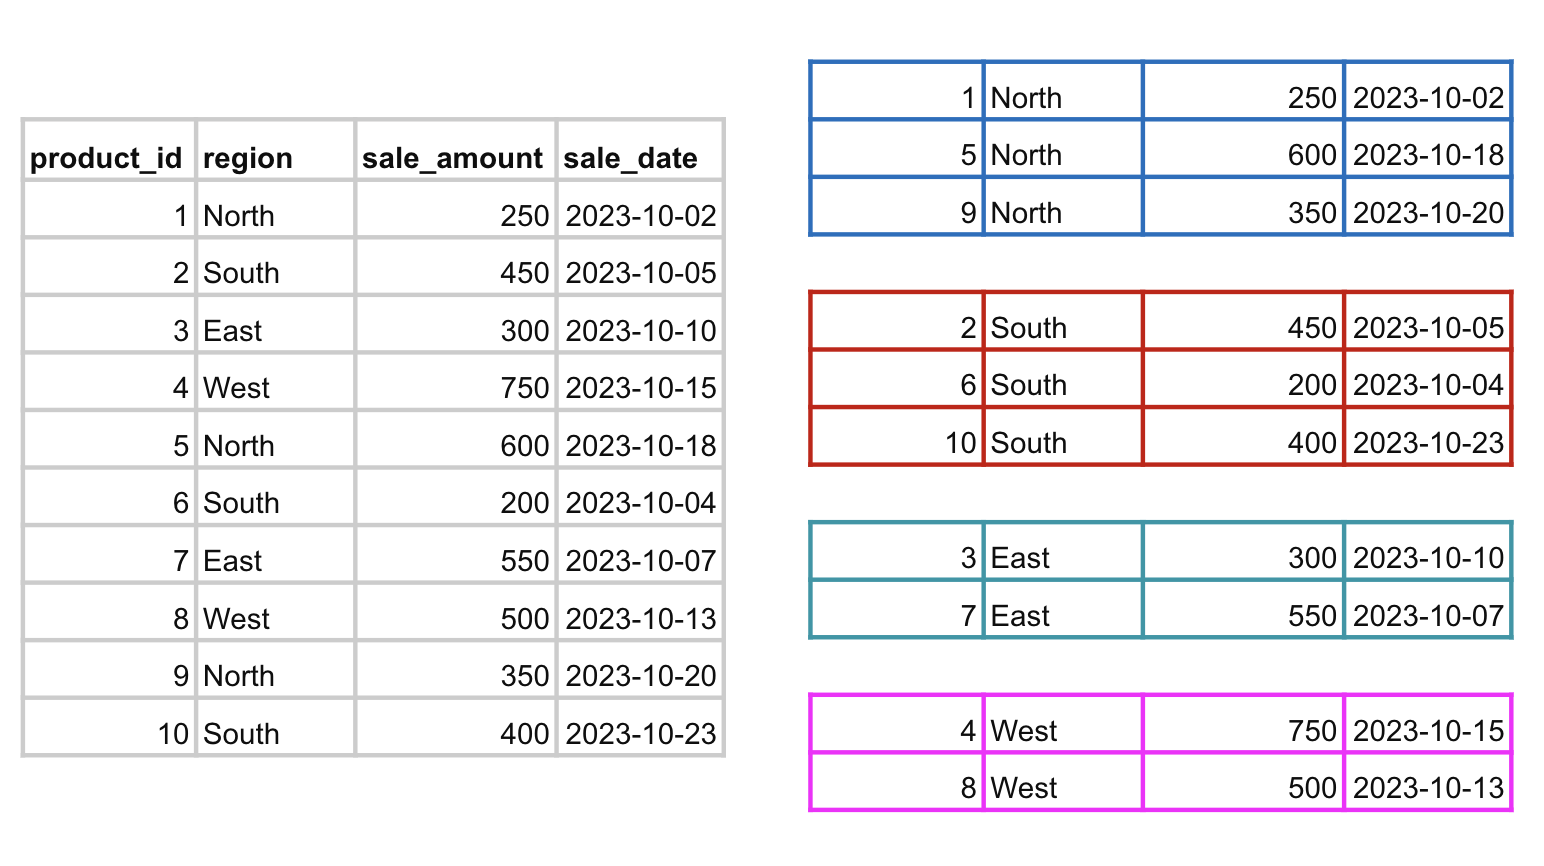 product_id region sale_amount sale_date
1 North 250 2023-10-02
2 South 450 2023-10-05
3 East 300 2023-10-10
4 West 750 2023-10-15
5 North 600 2023-10-18
6 South 200 2023-10-04
7 East 550 2023-10-07
8 West 500 2023-10-13
9 North 350 2023-10-20
10 South 400 2023-10-23
1 North 250 2023-10-02
5 North 600 2023-10-18
9 North 350 2023-10-20
2 South 450 2023-10-05
6 South 200 2023-10-04
10 South 400 2023-10-23
3 East 300 2023-10-10
7 East 550 2023-10-07
4 West 750 2023-10-15
8 West 500 2023-10-13